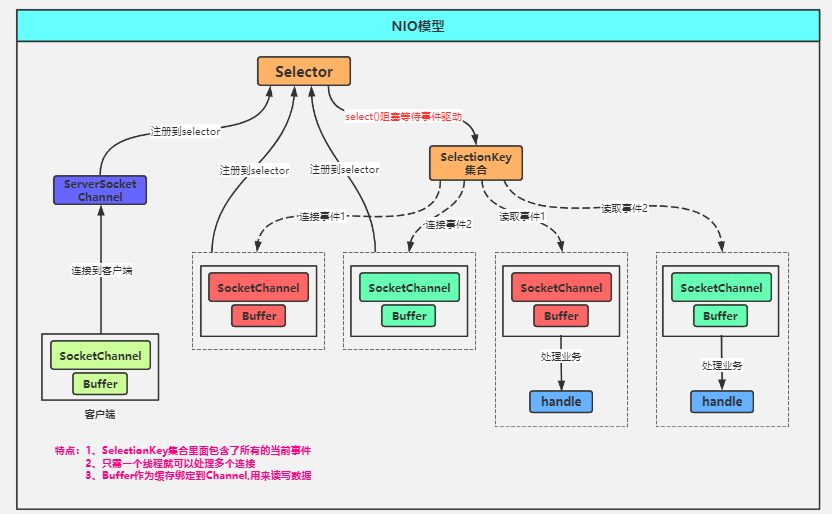 NIO模型
Selector
注册到selector
select()阻塞等待事件驱动
SelectionKey
集合
注册到selector
注册到selector
ServerSocket
Channel
连接事件1
连接事件2
读取事件1
读取事件2
连接到客户端
SocketChannel
Buffer
SocketChannel
Buffer
SocketChannel
Buffer
SocketChannel
Buffer
SocketChannel
Buffer
客户端
处理业务
处理业务
handle
handle
特点：1、SelectionKey集合里面包含了所有的当前事件
2、只需一个线程就可以处理多个连接
3、Buffer作为缓存绑定到Channel,用来读写数据